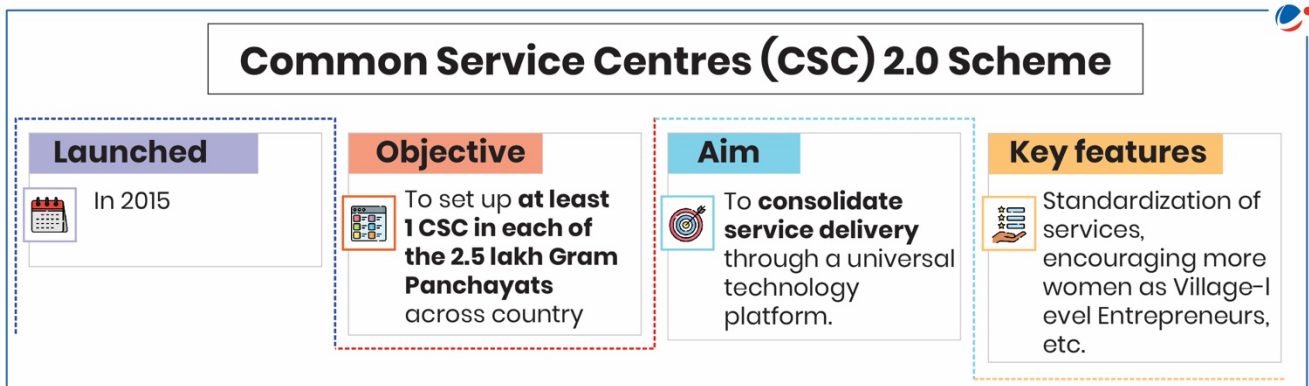 Common Service Centres (CSC) 2.0 Scheme
Launched
In 2015
Objective
To set up at least
1 CSC in each of
the 2.5 lakh Gram
Panchayats
across country
Aim
To consolidate
service delivery
through a universal
technology
platform.
Key features
Standardization of
services,
encouraging more
women as Village-l
evel Entrepreneurs,
etc.